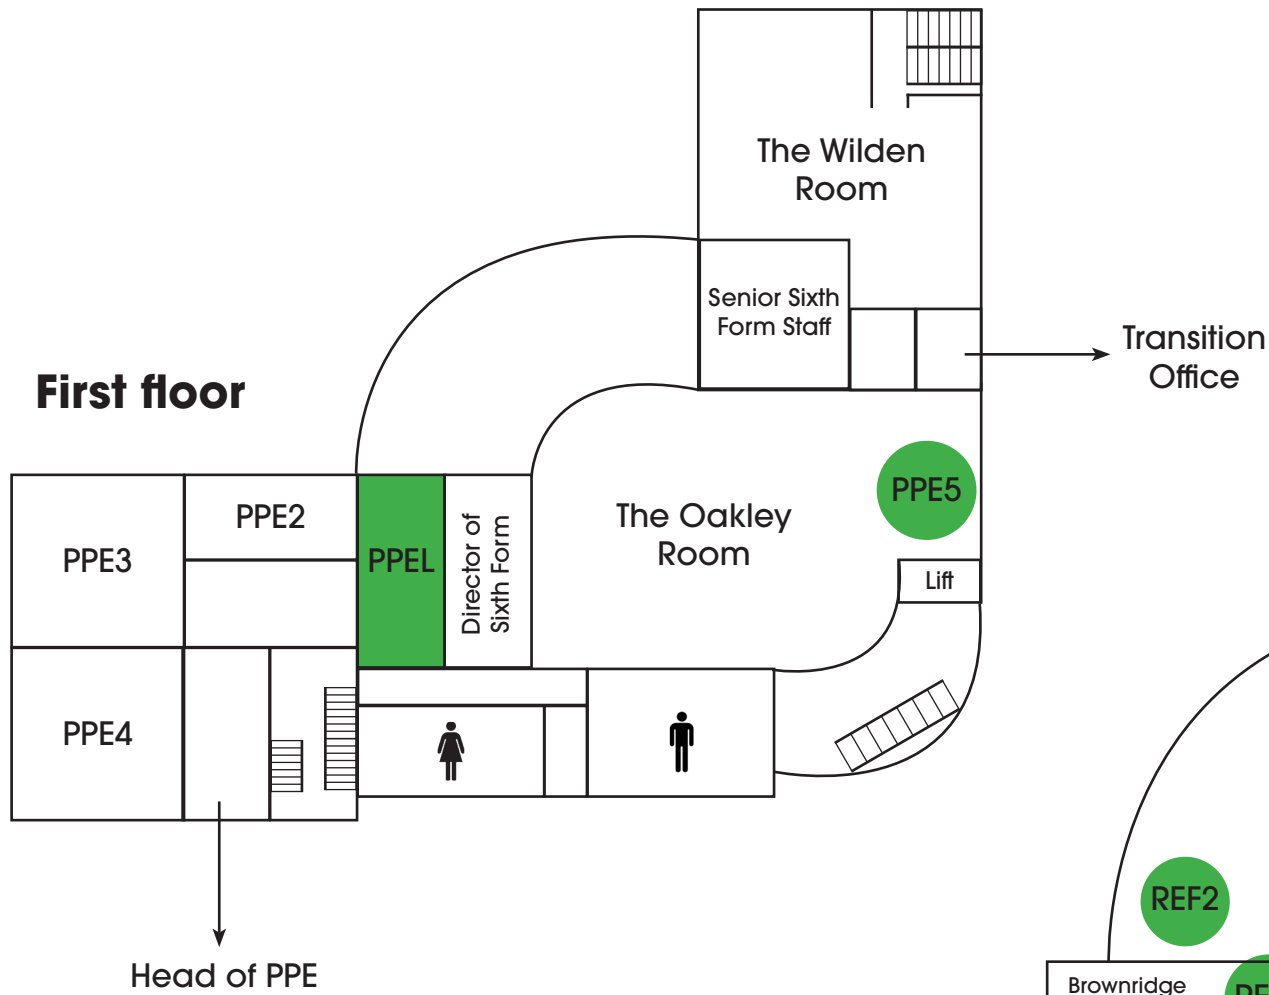 The Wilden
Room
Senior Sixth
Form Staff
Transition
Office
First floor
PPE5
PPE2
The Oakley
Room
PPE3
PPEL
Director of
Sixth Form
Lift
PPE4
REF2
Head of PPE
Brownridge